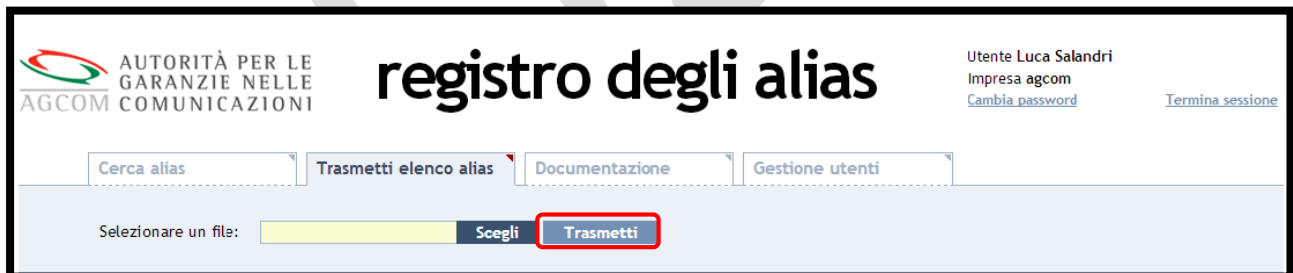 AUTORITÀ PER LE
GARANZIE NELLE
AGCOM COMUNICAZIONI
registro degli alias
Utente Luca Salandri
Impresa agcom
Cambia password Termina sessione
Cerca alias Trasmetti elenco alias Documentazione Gestione utenti
Selezionare un file: Scegli Trasmetti